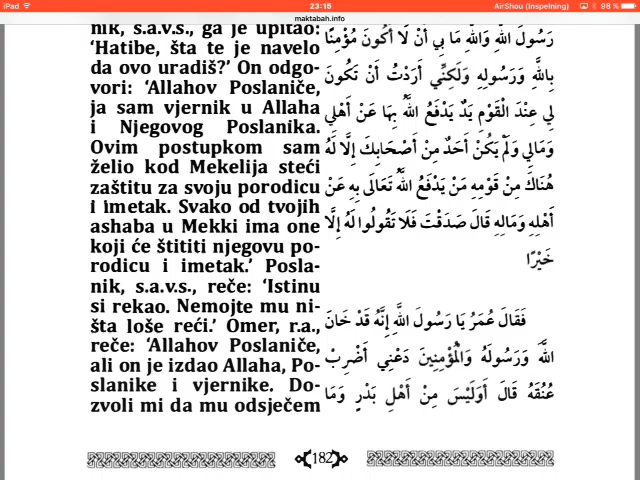 iPad
23:15
AirShou (Inspelning)
98 %
maktabah.info
nik, s.a.v.s., ga je upitao:
‘Hatibe, šta te je navelo
da ovo uradiš?’ On odgo-
vori: ‘Allahov Poslaniče,
ja sam vjernik u Allaha
i Njegovog Poslanika.
Ovim postupkom sam
želio kod Mekelija steći
zaštitu za svoju porodicu
i imetak. Svako od tvojih
ashaba u Mekki ima one
koji će štititi njegovu po-
rodicu i imetak.’ Posla-
nik, s.a.v.s., reče: ‘Istinu
si rekao. Nemojte mu ni-
šta loše reći.’ Omer, r.a.,
reče: ‘Allahov Poslaniče,
ali on je izdao Allaha, Po-
slanike i vjernike. Do-
zvoli mi da mu odsječem
رَسُولَ اللَّهِ وَاللَّهِ مَا بِي أَنْ لَا أَكُونَ مُؤْمِنًا
بِاللَّهِ وَرَسُولِهِ وَلَكِنِّي أَرَدْتُ أَنْ تَكُونَ
لِي عِنْدَ الْقَوْمِ يَدٌ يَدْفَعُ اللَّهُ بِهَا عَنْ أَهْلِي
وَمَالِي وَلَمْ يَكُنْ أَحَدٌ مِنْ أَصْحَابِكَ إِلَّا لَهُ
هُنَاكَ مِنْ قَوْمِهِ مَنْ يَدْفَعُ اللَّهُ تَعَالَى بِهِ عَنْ
أَهْلِهِ وَمَالِهِ قَالَ صَدَقْتَ فَلَا تَقُولُوا لَهُ إِلَّا
خَيْرًا
فَقَالَ عُمَرُ يَا رَسُولَ اللَّهِ إِنَّهُ قَدْ خَانَ
اللَّهَ وَرَسُولَهُ وَالْمُؤْمِنِينَ دَعْنِي أَضْرِبْ
عُنُقَهُ قَالَ أَوَلَيْسَ مِنْ أَهْلِ بَدْرٍ وَمَا
182